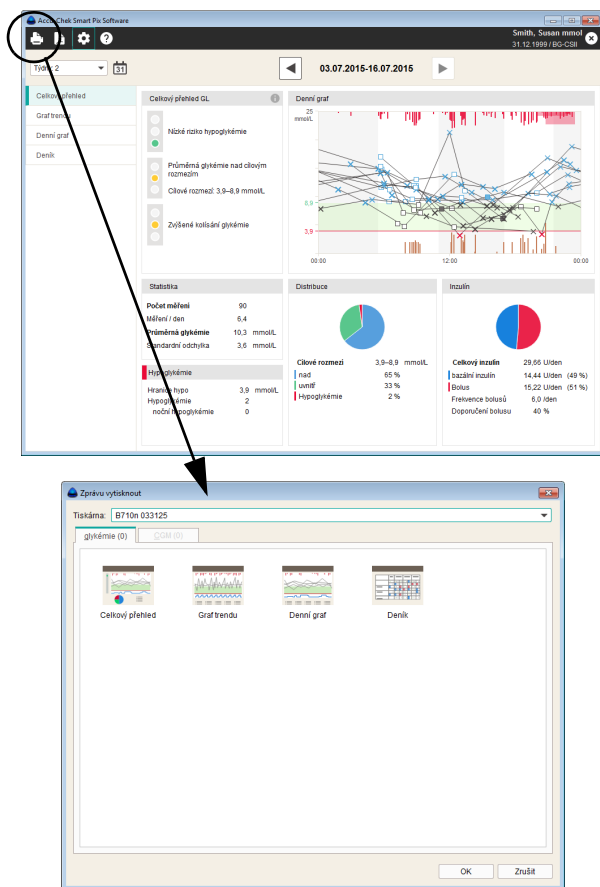 Accu-Chek Smart Pix Software
Smith, Susan mmol
31.12.1999 / BG-CSII
Týdny: 2
31
03.07.2015-16.07.2015
Celkový přehled
Graf trendu
Denní graf
Deník
Celkový přehled GL
Nízké riziko hypoglykémie
Průměrná glykémie nad cílovým
rozmezím
Cílové rozmezí: 3,9–8,9 mmol/L
Zvýšené kolísání glykémie
Denní graf
25
mmol/L
8,9
3,9
00:00
12:00
00:00
Statistika
Počet měření 90
Měření / den 6,4
Průměrná glykémie 10,3 mmol/L
Standardní odchylka 3,6 mmol/L
Hypoglykémie
Hranice hypo 3,9 mmol/L
Hypoglykémie 2
noční hypoglykémie 0
Distribuce
Cílové rozmezí 3,9–8,9 mmol/L
nad 65 %
uvnitř 33 %
Hypoglykémie 2 %
Inzulín
Celkový inzulín 29,66 U/den
bazální inzulín 14,44 U/den (49 %)
Bolus 15,22 U/den (51 %)
Frekvence bolusů 6,0 /den
Doporučení bolusu 40 %
Zprávu vytisknout
Tiskárna: B710n 033125
glykémie (0)
CGM (0)
Celkový přehled
Graf trendu
Denní graf
Deník
OK
Zrušit